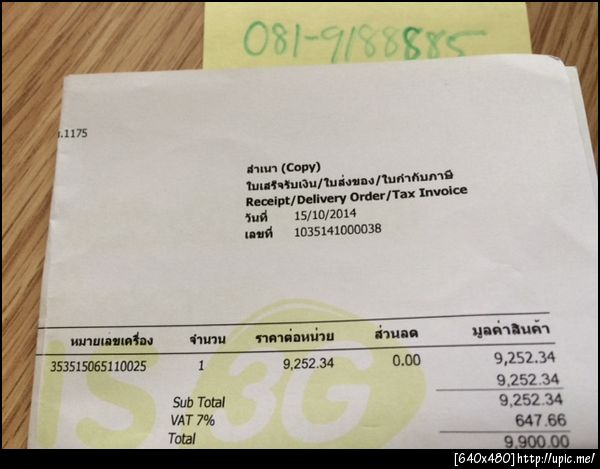 081-9188885
.1175
สำเนา (Copy)
ใบเสร็จรับเงิน/ใบส่งของ/ใบกำกับภาษี
Receipt/Delivery Order/Tax Invoice
วันที่ 15/10/2014
เลขที่ 1035141000038
IS 3G
หมายเลขเครื่อง จำนวน ราคาต่อหน่วย ส่วนลด มูลค่าสินค้า
353515065110025 1 9,252.34 0.00 9,252.34
9,252.34
Sub Total 9,252.34
VAT 7% 647.66
Total 9,900.00
[640x480]http://upic.me/